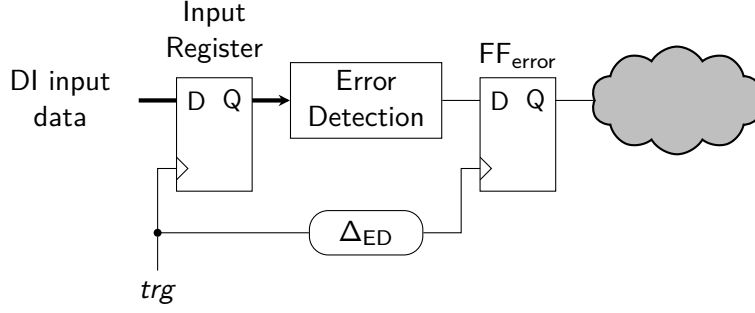 Input
Register
DI input
data
D Q
Error
Detection
FF_error
D Q
Δ_ED
trg